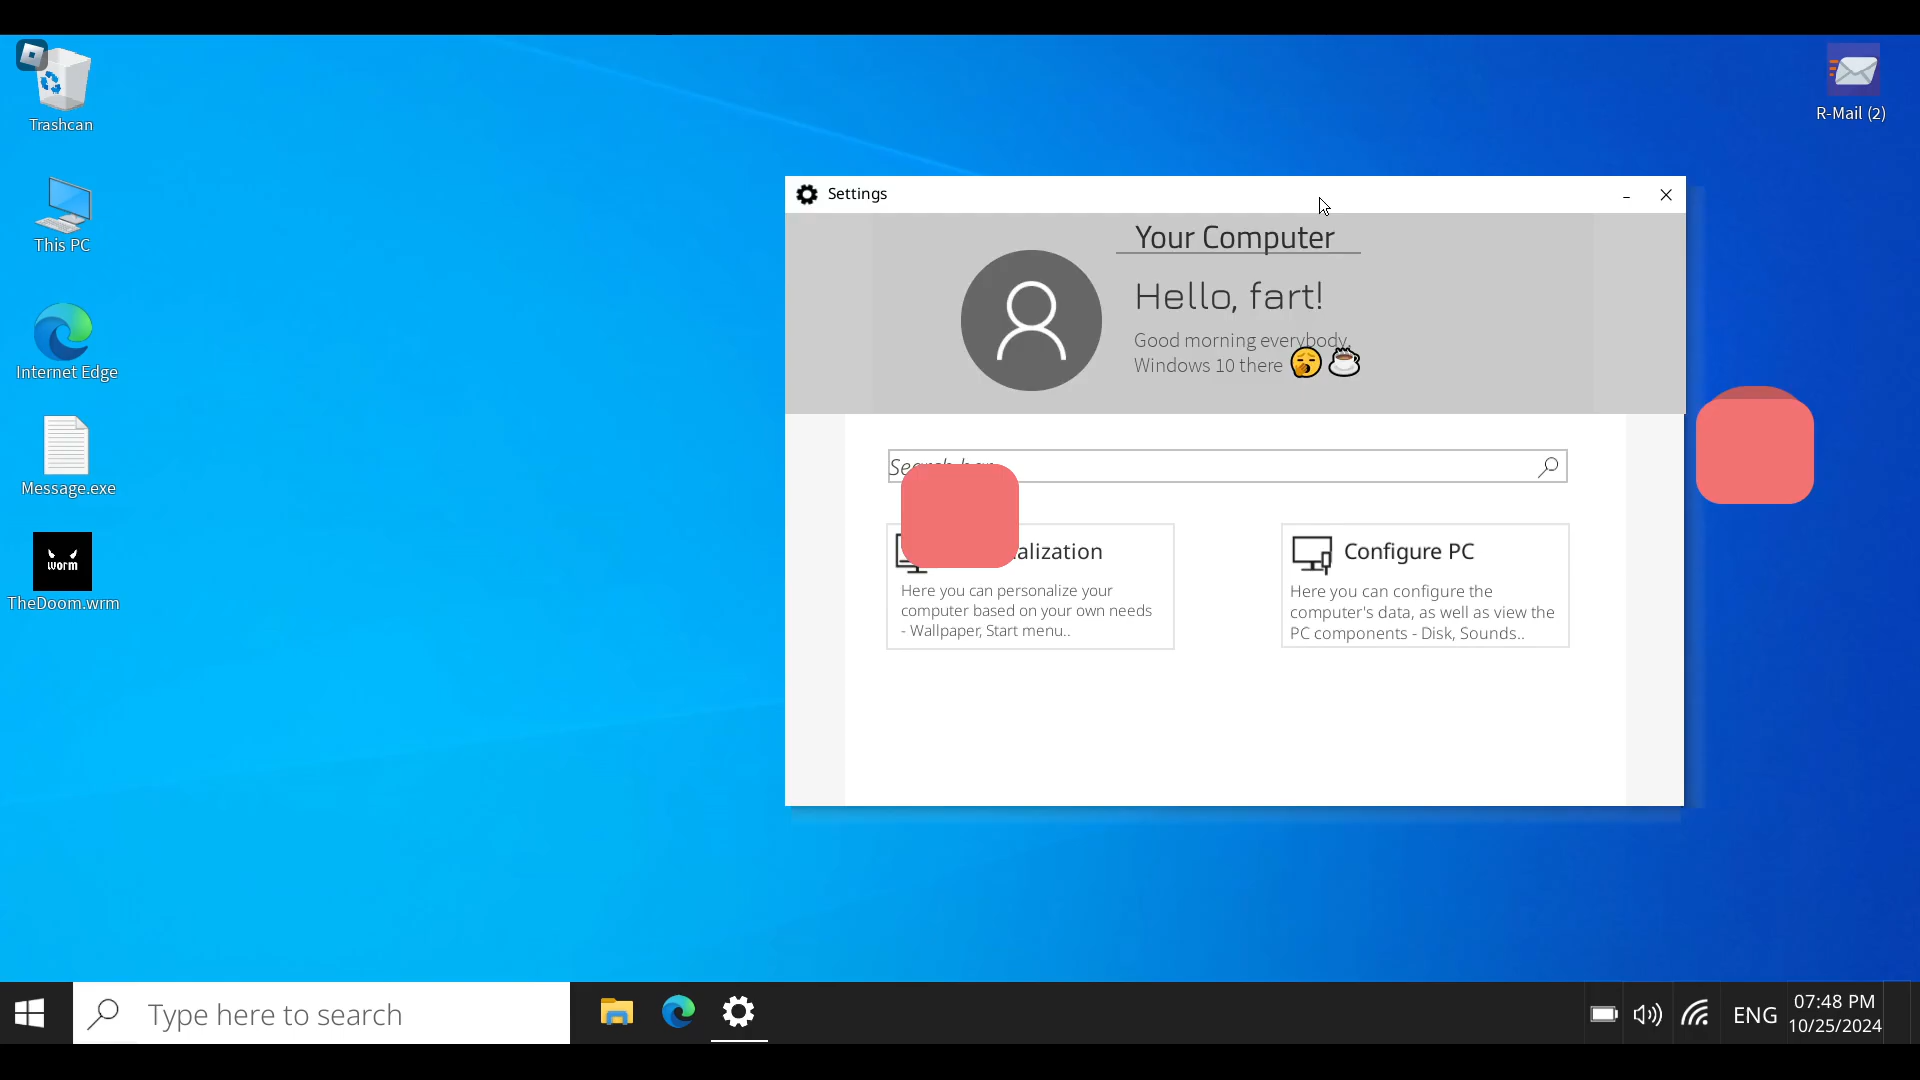 Trashcan
R-Mail (2)
This PC
Internet Edge
Message.exe
worm
TheDoom.wrm
Settings
Your Computer
Hello, fart!
Good morning everybody,
Windows 10 there 🥱 ☕
Configure PC
Here you can personalize your
computer based on your own needs
- Wallpaper, Start menu..
Here you can configure the
computer's data, as well as view the
PC components - Disk, Sounds..
Type here to search
ENG
07:48 PM
10/25/2024